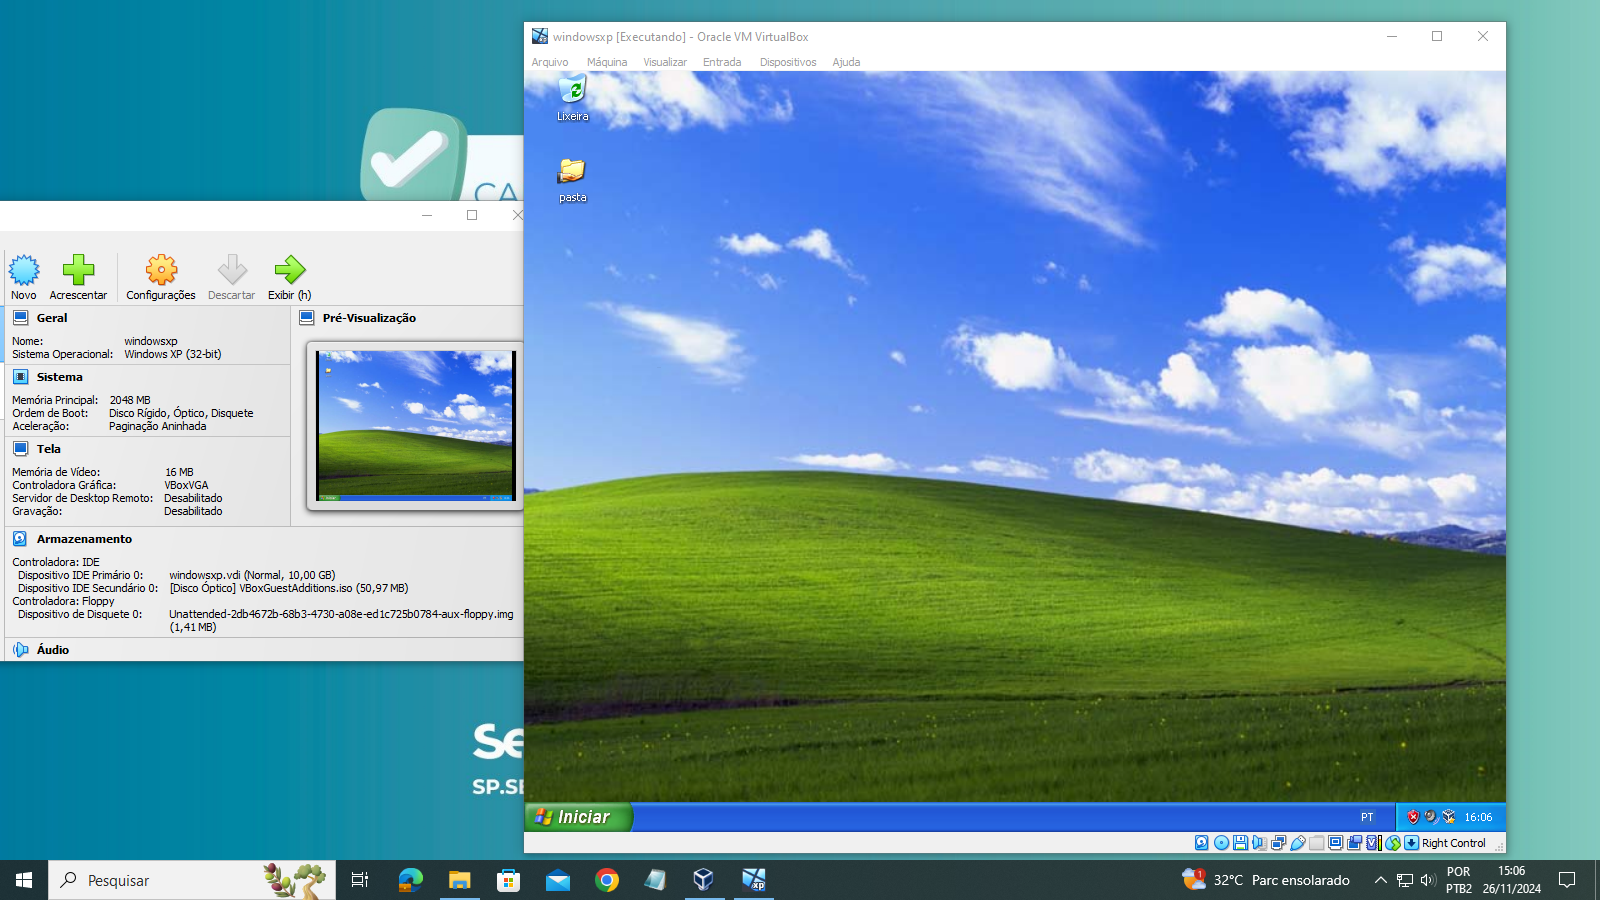 windowsxp [Executando] - Oracle VM VirtualBox
Arquivo Máquina Visualizar Entrada Dispositivos Ajuda
Lixeira
pasta
CA
Novo Acrescentar Configurações Descartar Exibir (h)
Geral
Nome: windowsxp
Sistema Operacional: Windows XP (32-bit)
Pré-Visualização
Sistema
Memória Principal: 2048 MB
Ordem de Boot: Disco Rígido, Óptico, Disquete
Aceleração: Paginação Aninhada
Tela
Memória de Vídeo: 16 MB
Controladora Gráfica: VBoxVGA
Servidor de Desktop Remoto: Desabilitado
Gravação: Desabilitado
Armazenamento
Controladora: IDE
Dispositivo IDE Primário 0: windowsxp.vdi (Normal, 10,00 GB)
Dispositivo IDE Secundário 0: [Disco Óptico] VBoxGuestAdditions.iso (50,97 MB)
Controladora: Floppy
Dispositivo de Disquete 0: Unattended-2db4672b-68b3-4730-a08e-ed1c725b0784-aux-floppy.img
(1,41 MB)
Áudio
Se
SP.SE
Iniciar PT 16:06
Right Control
Pesquisar
xp
1
32°C Parc ensolarado
POR
PTB2
15:06
26/11/2024